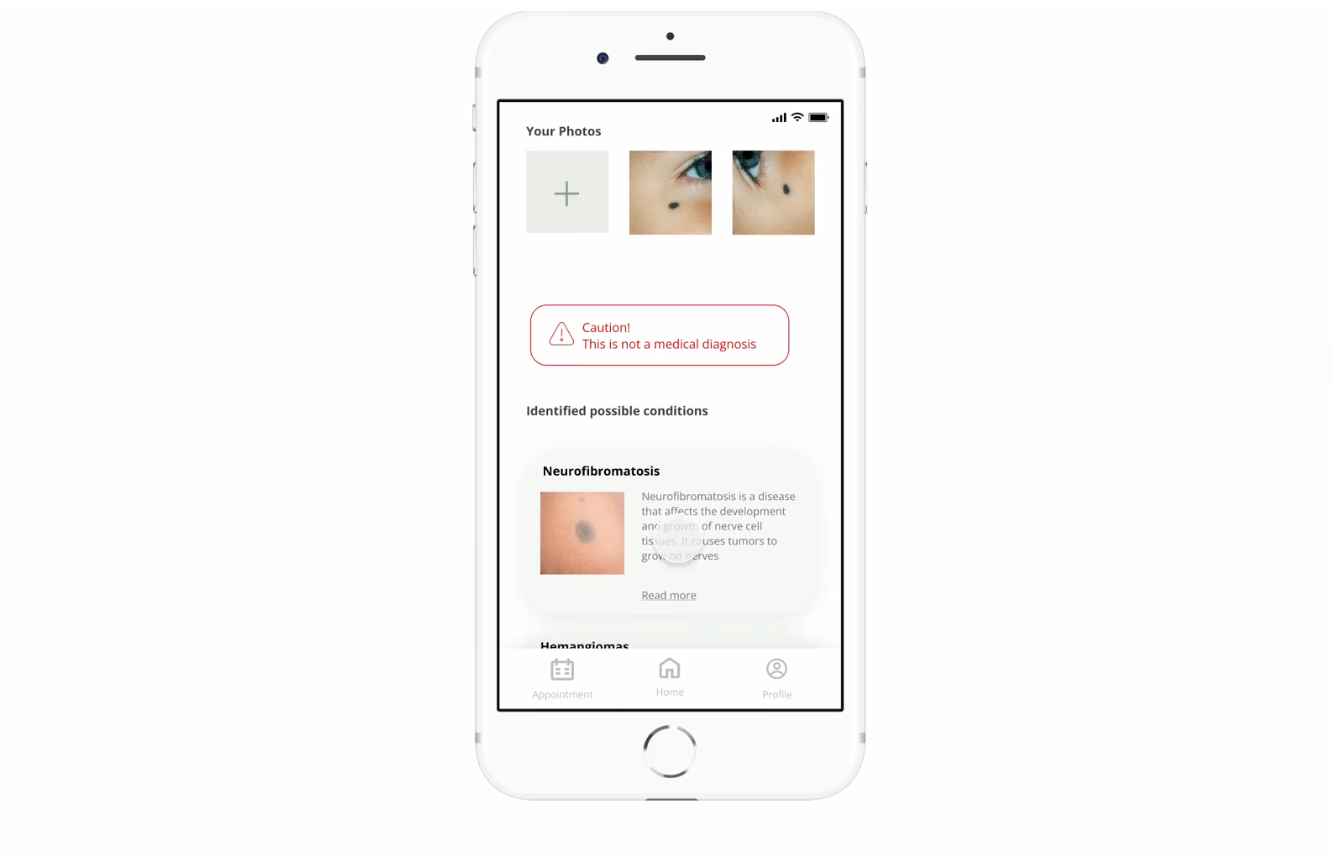 Your Photos
Caution!
This is not a medical diagnosis
Identified possible conditions
Neurofibromatosis
Neurofibromatosis is a disease
that affects the development
and growth of nerve cell
tissues. It causes tumors to
grow on nerves
Read more
Hemangiomas
Appointment
Home
Profile